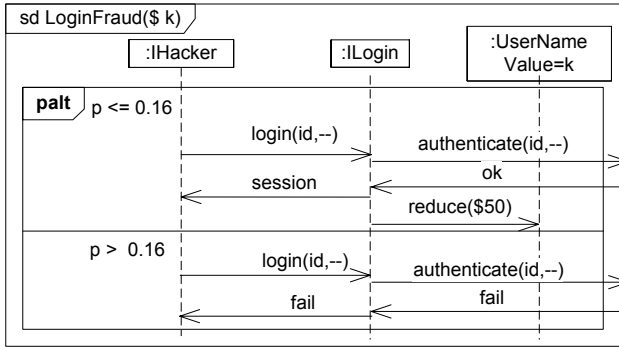 sd LoginFraud($ k)
:IHacker
:ILogin
:UserName
Value=k
palt
p <= 0.16
login(id,--)
authenticate(id,--)
ok
session
reduce($50)
p > 0.16
login(id,--)
authenticate(id,--)
fail
fail